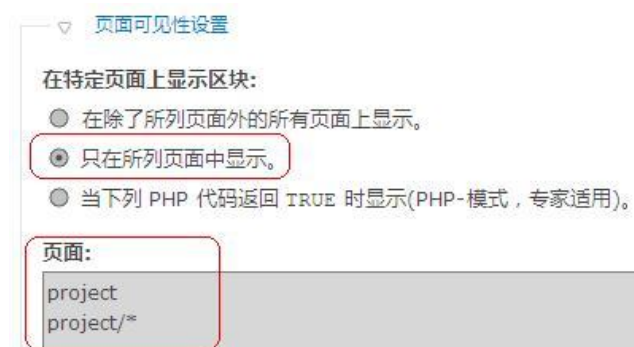 页面可见性设置
在特定页面上显示区块:
在除了所列页面外的所有页面上显示。
只在所列页面中显示。
当下列 PHP 代码返回 TRUE 时显示(PHP-模式，专家适用)。
页面:
project
project/*